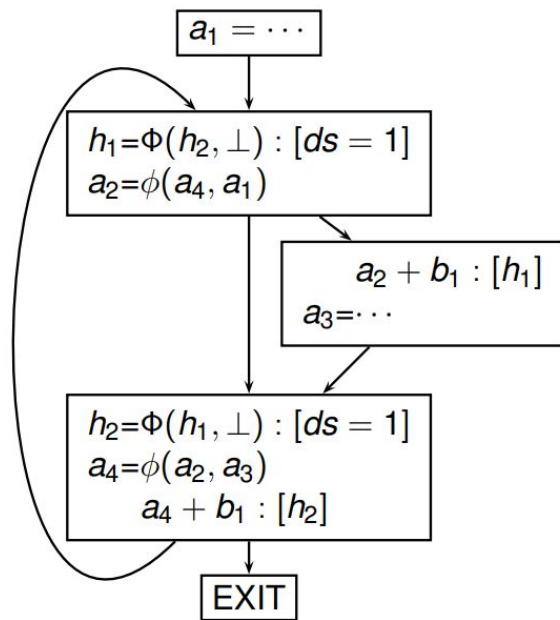 a₁ = ⋯
h₁=Φ(h₂, ⊥) : [ds = 1]
a₂=ϕ(a₄, a₁)
a₂ + b₁ : [h₁]
a₃=⋯
h₂=Φ(h₁, ⊥) : [ds = 1]
a₄=ϕ(a₂, a₃)
a₄ + b₁ : [h₂]
EXIT